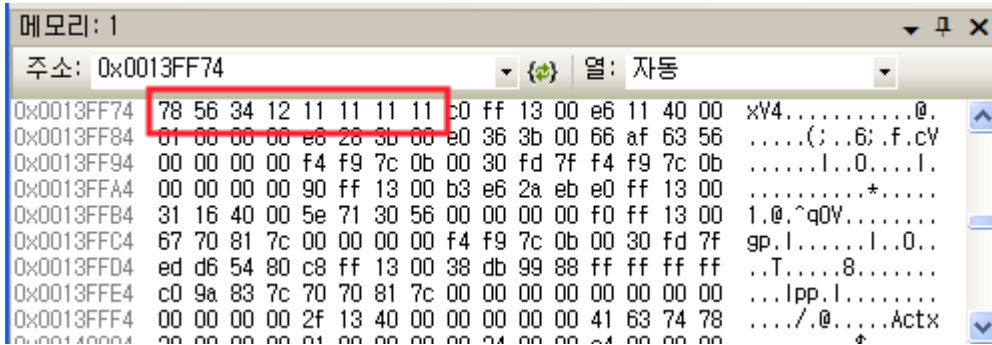 메모리: 1
주소: 0x0013FF74 열: 자동
0x0013FF74 78 56 34 12 11 11 11 11 c0 ff 13 00 e6 11 40 00 xV4...........@.
0x0013FF84 01 00 00 00 e8 28 3b 00 e0 36 3b 00 66 af 63 56 .....(;..6;.f.cV
0x0013FF94 00 00 00 00 f4 f9 7c 0b 00 30 fd 7f f4 f9 7c 0b ......|..0....|.
0x0013FFA4 00 00 00 00 90 ff 13 00 b3 e6 2a eb e0 ff 13 00 ..........*.....
0x0013FFB4 31 16 40 00 5e 71 30 56 00 00 00 00 f0 ff 13 00 1.@.^q0V........
0x0013FFC4 67 70 81 7c 00 00 00 00 f4 f9 7c 0b 00 30 fd 7f gp.|......|..0..
0x0013FFD4 ed d6 54 80 c8 ff 13 00 38 db 99 88 ff ff ff ff ..T.....8.......
0x0013FFE4 c0 9a 83 7c 70 70 81 7c 00 00 00 00 00 00 00 00 ...|pp.|........
0x0013FFF4 00 00 00 00 2f 13 40 00 00 00 00 00 41 63 74 78 ..../.@.....Actx